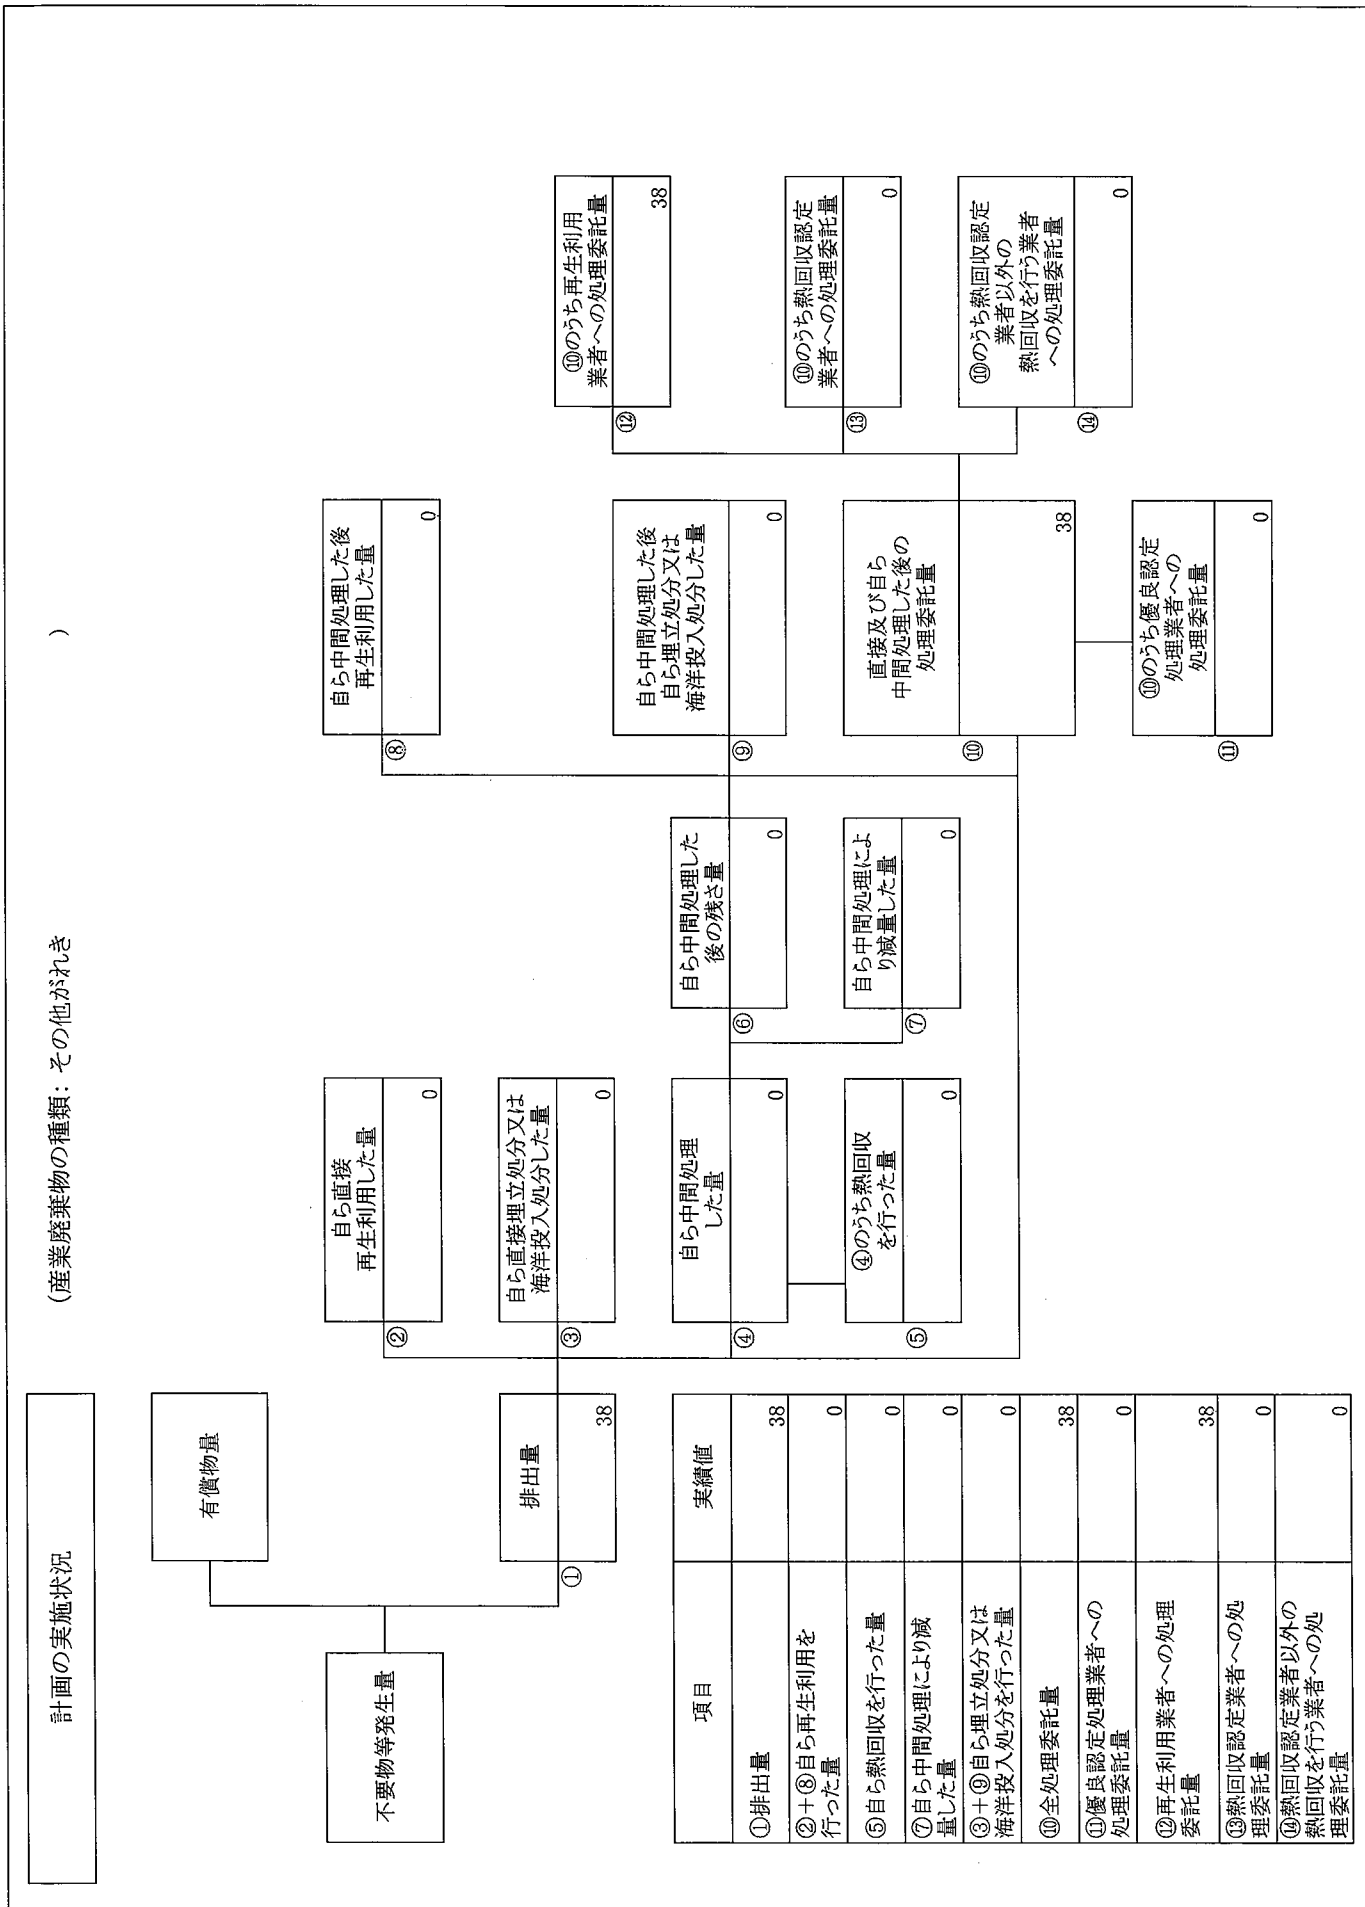 計画の実施状況
(産業廃棄物の種類：その他がれき　　　　　　　　)
不要物等発生量
有償物量
①
排出量
38
②
自ら直接
再生利用した量
0
③
自ら直接埋立処分又は
海洋投入処分した量
0
④
自ら中間処理
した量
0
⑤
④のうち熱回収
を行った量
0
⑥
自ら中間処理した
後の残さ量
0
⑦
自ら中間処理によ
り減量した量
0
⑧
自ら中間処理した後
再生利用した量
0
⑨
自ら中間処理した後
自ら埋立処分又は
海洋投入処分した量
0
⑩
直接及び自ら
中間処理した後の
処理委託量
38
⑪
⑩のうち優良認定
処理業者への
処理委託量
0
⑫
⑩のうち再生利用
業者への処理委託量
38
⑬
⑩のうち熱回収認定
業者への処理委託量
0
⑭
⑩のうち熱回収認定
業者以外の
熱回収を行う業者
への処理委託量
0
項目　実績値
①排出量　38
②＋⑧自ら再生利用を
行った量　0
⑤自ら熱回収を行った量　0
⑦自ら中間処理により減
量した量　0
③＋⑨自ら埋立処分又は
海洋投入処分を行った量　0
⑩全処理委託量　38
⑪優良認定処理業者への
処理委託量　0
⑫再生利用業者への処理
委託量　38
⑬熱回収認定業者への処
理委託量　0
⑭熱回収認定業者以外の
熱回収を行う業者への処
理委託量　0